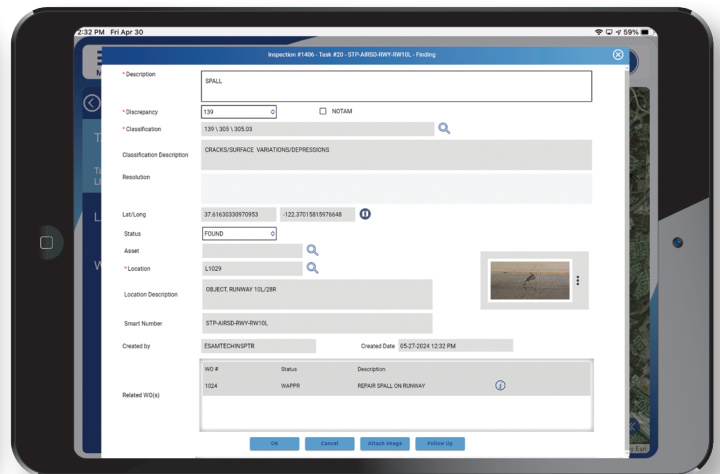 2:32 PM Fri Apr 30
59%
Inspection #1406 - Task #20 - STP-AIRSD-RWY-RW10L - Finding
* Description
SPALL
* Discrepancy
139
NOTAM
* Classification
139 \ 305 \ 305.03
Classification Description
CRACKS/SURFACE VARIATIONS/DEPRESSIONS
Resolution
Lat/Long
37.61630330970953
-122.37015815976648
Status
FOUND
Asset
* Location
L1029
Location Description
OBJECT, RUNWAY 10L/28R
Smart Number
STP-AIRSD-RWY-RW10L
Created by
ESAMTECHINSPTR
Created Date 05-27-2024 12:32 PM
Related WO(s)
WO # Status Description
1024 WAPPR REPAIR SPALL ON RUNWAY
OK Cancel Attach Image Follow Up